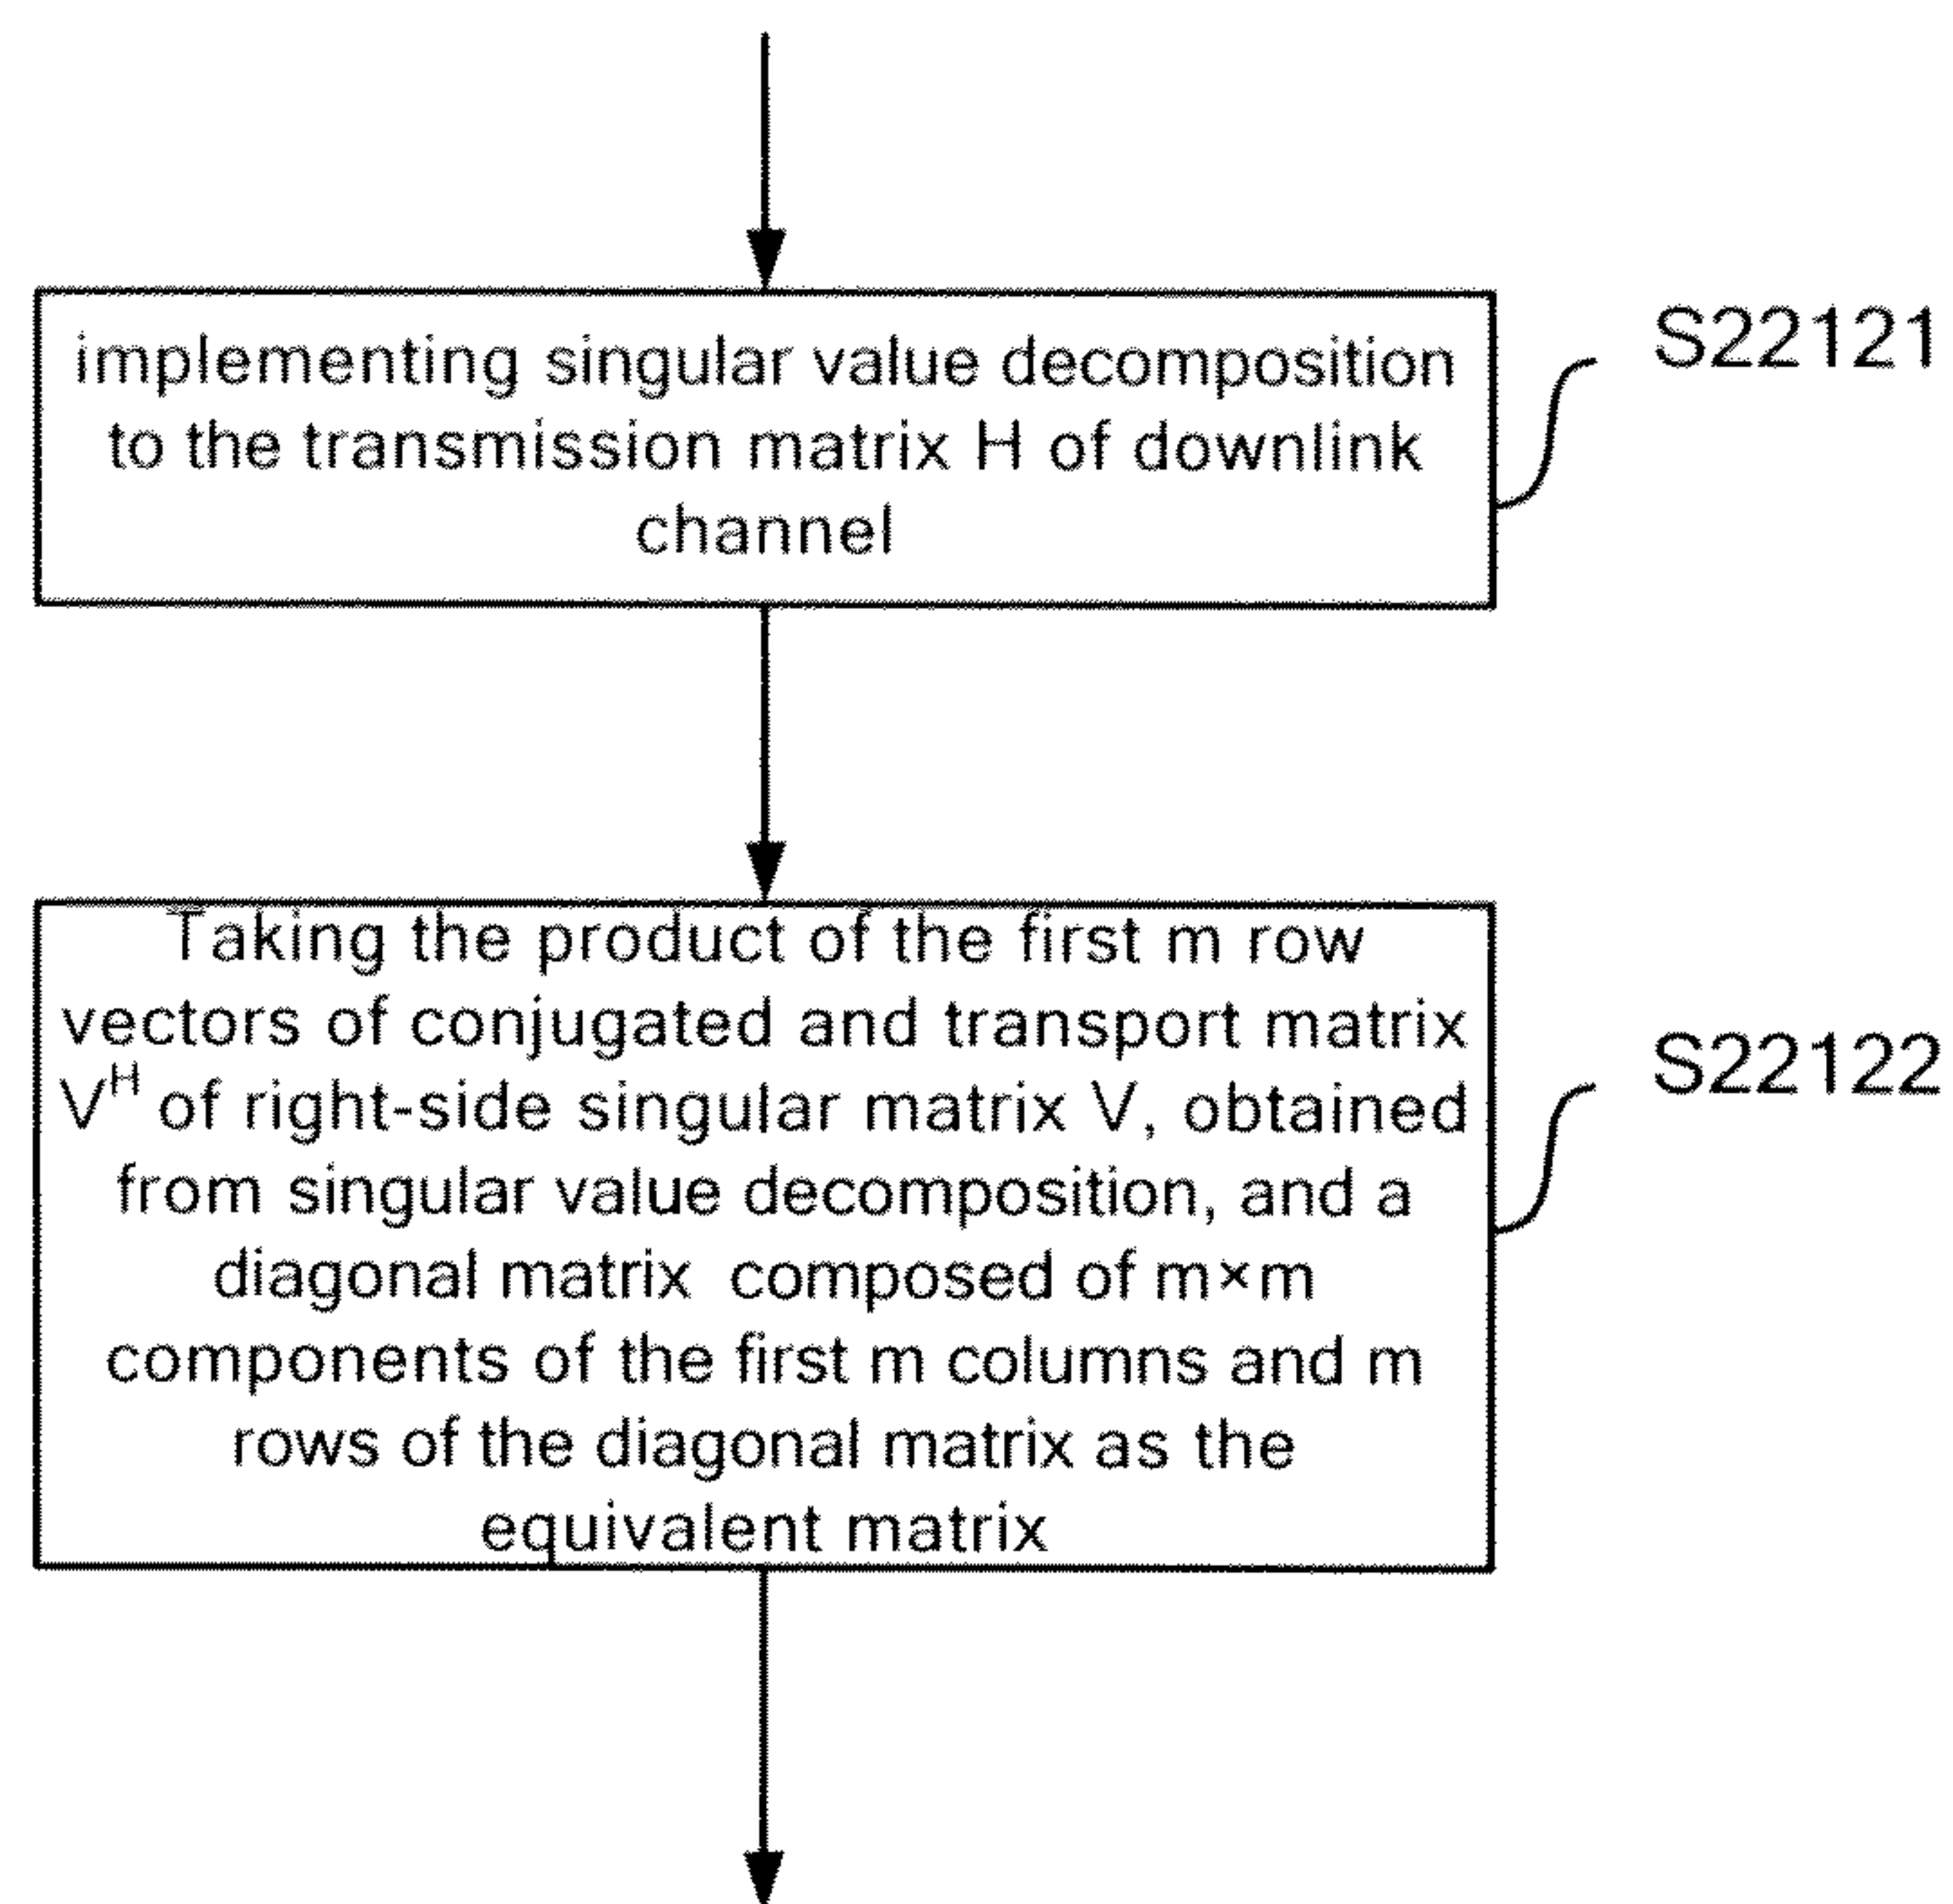 implementing singular value decomposition
to the transmission matrix H of downlink
channel
S22121
Taking the product of the first m row
vectors of conjugated and transport matrix
V^H of right-side singular matrix V, obtained
from singular value decomposition, and a
diagonal matrix composed of m×m
components of the first m columns and m
rows of the diagonal matrix as the
equivalent matrix
S22122